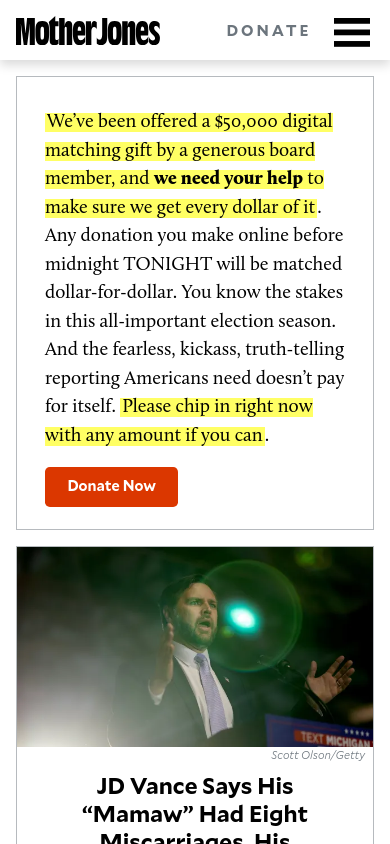 Mother Jones
DONATE
We've been offered a $50,000 digital
matching gift by a generous board
member, and we need your help to
make sure we get every dollar of it.
Any donation you make online before
midnight TONIGHT will be matched
dollar-for-dollar. You know the stakes
in this all-important election season.
And the fearless, kickass, truth-telling
reporting Americans need doesn't pay
for itself. Please chip in right now
with any amount if you can.
Donate Now
TEXT MICHIGAN
Scott Olson/Getty
JD Vance Says His
“Mamaw” Had Eight
Miscarriages. His